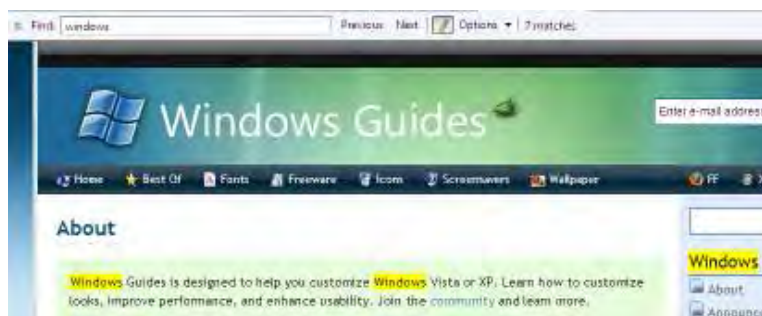 Find: windows Previous Next Options 7 matches
Windows Guides
Enter e-mail address
Home Best Of Fonts Freeware Icons Screensavers Wallpaper FF
About
Windows Guides is designed to help you customize Windows Vista or XP. Learn how to customize
looks, improve performance, and enhance usability. Join the community and learn more.
Windows
About
Announc